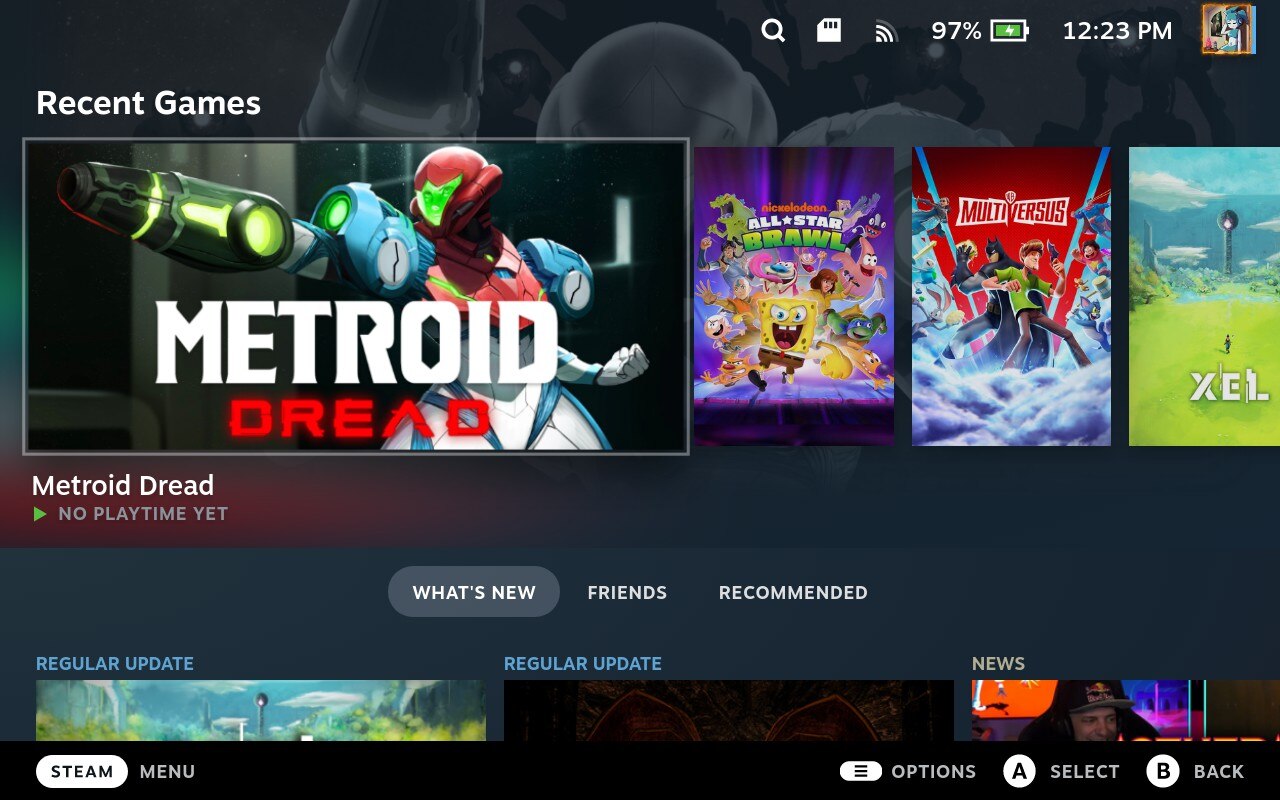 97%
12:23 PM
Recent Games
METROID
DREAD
nickelodeon
ALL★STAR
BRAWL
MULTIVERSUS
XEL
Metroid Dread
NO PLAYTIME YET
WHAT'S NEW
FRIENDS
RECOMMENDED
REGULAR UPDATE
REGULAR UPDATE
NEWS
STEAM MENU
OPTIONS
A SELECT
B BACK